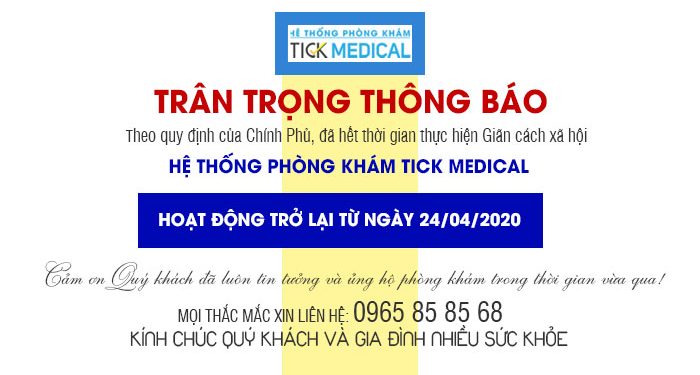 HỆ THỐNG PHÒNG KHÁM
TICK MEDICAL
TRÂN TRỌNG THÔNG BÁO
Theo quy định của Chính Phủ, đã hết thời gian thực hiện Giãn cách xã hội
HỆ THỐNG PHÒNG KHÁM TICK MEDICAL
HOẠT ĐỘNG TRỞ LẠI TỪ NGÀY 24/04/2020
Cảm ơn Quý khách đã luôn tin tưởng và ủng hộ phòng khám trong thời gian vừa qua!
MỌI THẮC MẮC XIN LIÊN HỆ: 0965 85 85 68
KÍNH CHÚC QUÝ KHÁCH VÀ GIA ĐÌNH NHIỀU SỨC KHỎE